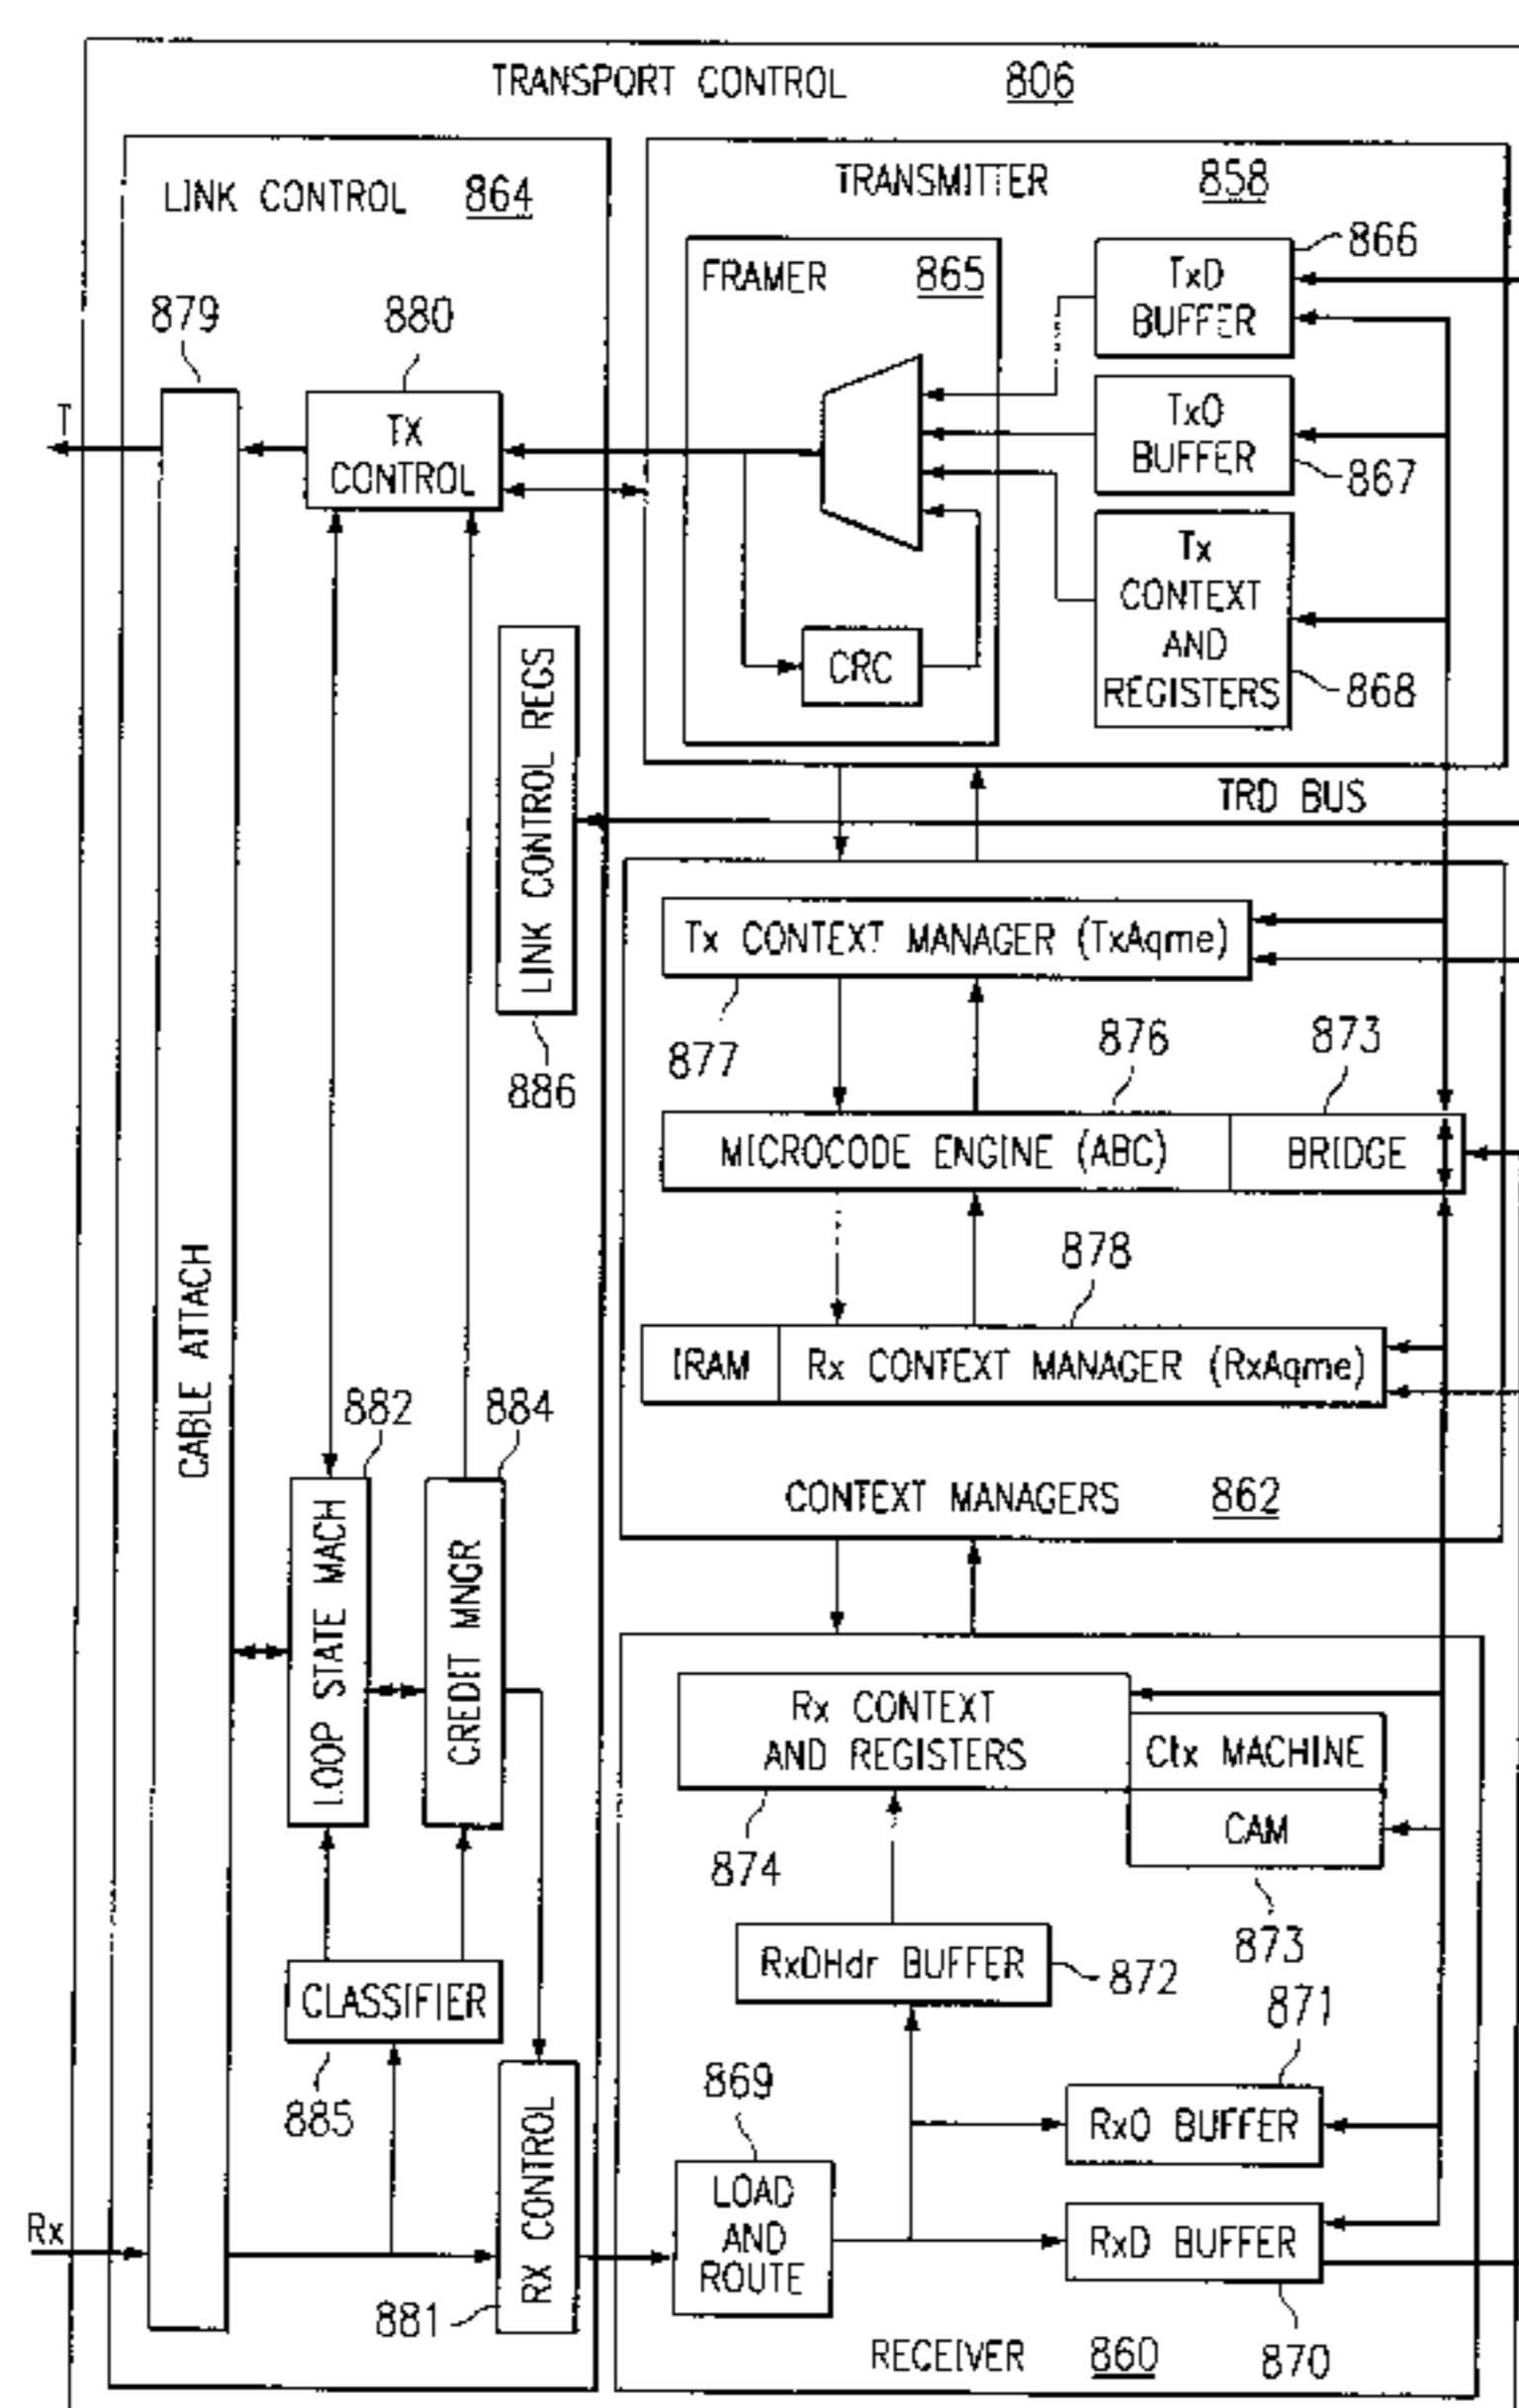 TRANSPORT CONTROL 806
LINK CONTROL 864
879
880
T
TX
CONTROL
LINK CONTROL REGS
886
CABLE ATTACH
882
884
LOOP STATE MACH
CREDIT MNGR
CLASSIFIER
885
RX CONTROL
881
Rx
TRANSMITTER 858
FRAMER 865
CRC
TxD
BUFFER
866
TxO
BUFFER
867
Tx
CONTEXT
AND
REGISTERS
868
TRD BUS
Tx CONTEXT MANAGER (TxAqme)
877
876
873
MICROCODE ENGINE (ABC)
BRIDGE
878
IRAM
Rx CONTEXT MANAGER (RxAqme)
CONTEXT MANAGERS 862
Rx CONTEXT
AND REGISTERS
874
Ctx MACHINE
CAM
873
RxDHdr BUFFER
872
871
869
LOAD
AND
ROUTE
RxO BUFFER
RxD BUFFER
870
RECEIVER 860